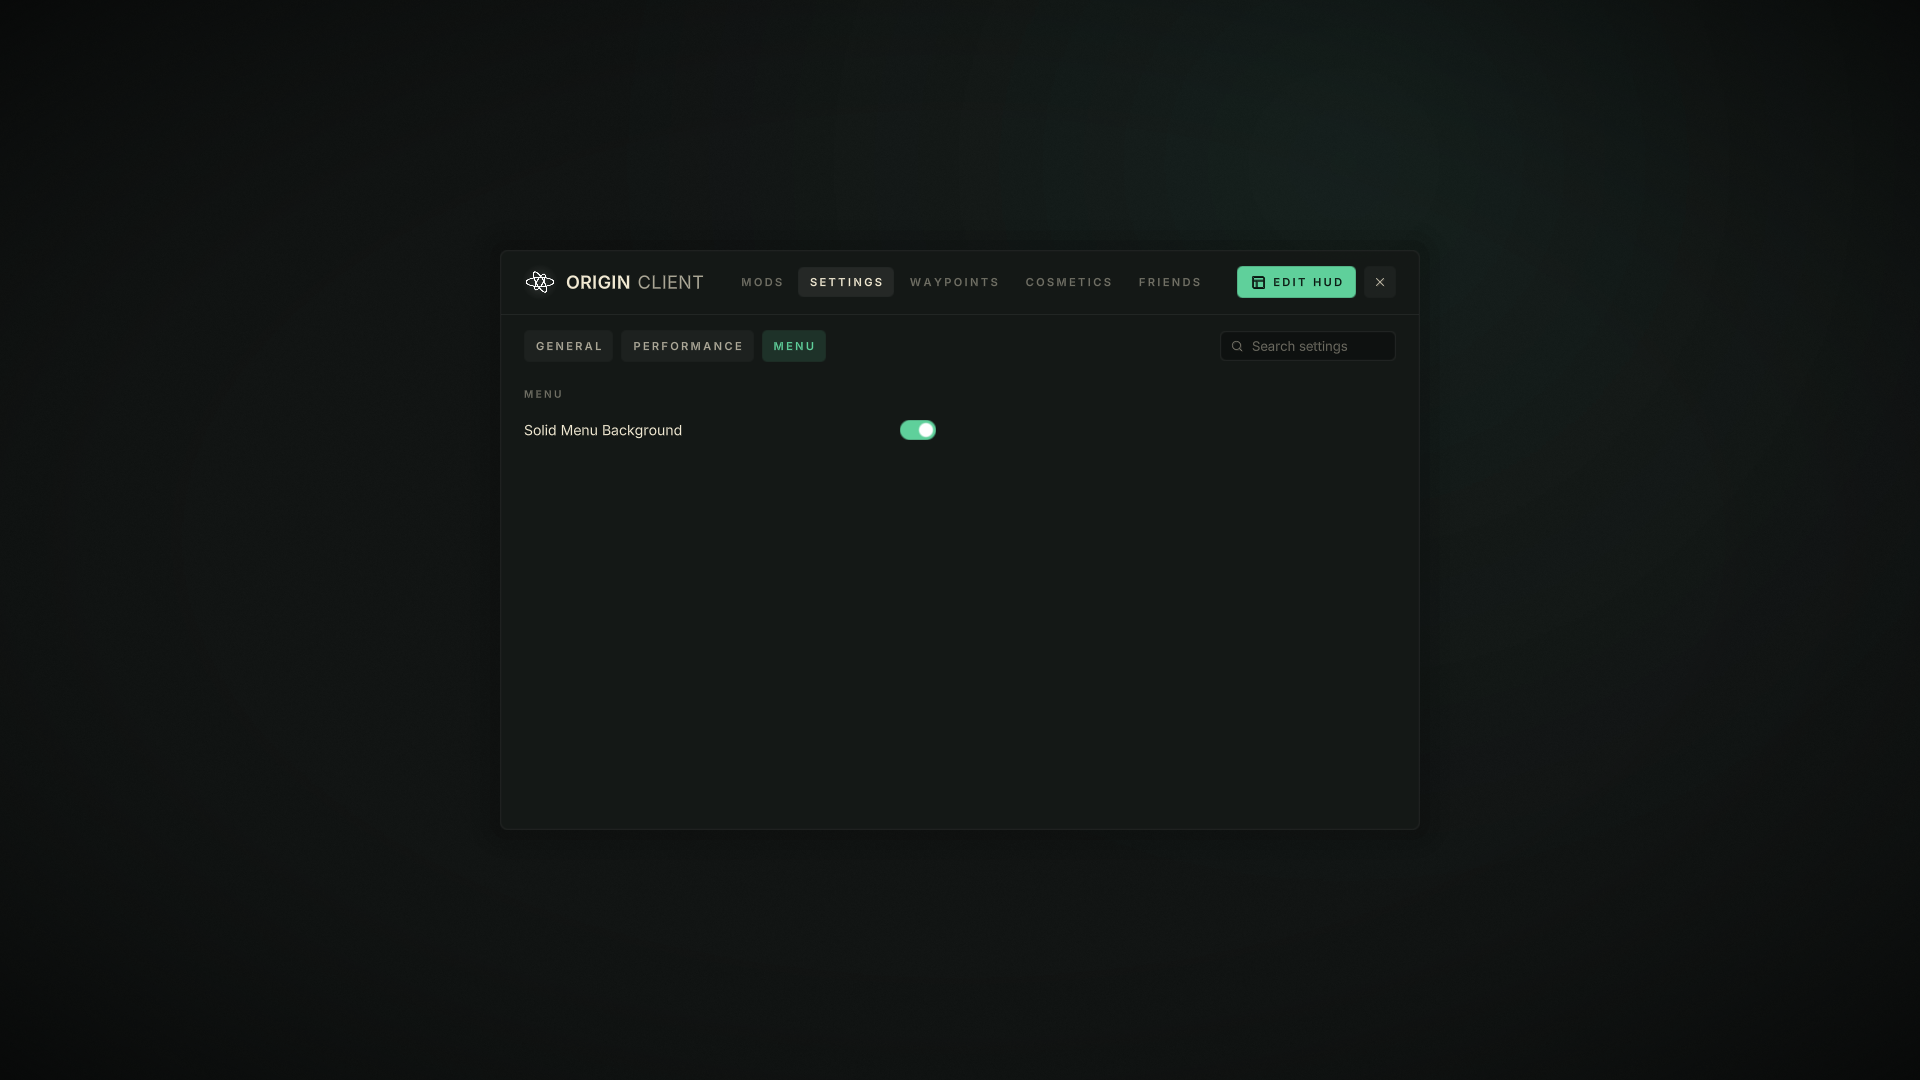 ORIGIN CLIENT MODS SETTINGS WAYPOINTS COSMETICS FRIENDS EDIT HUD
GENERAL PERFORMANCE MENU Search settings
MENU
Solid Menu Background